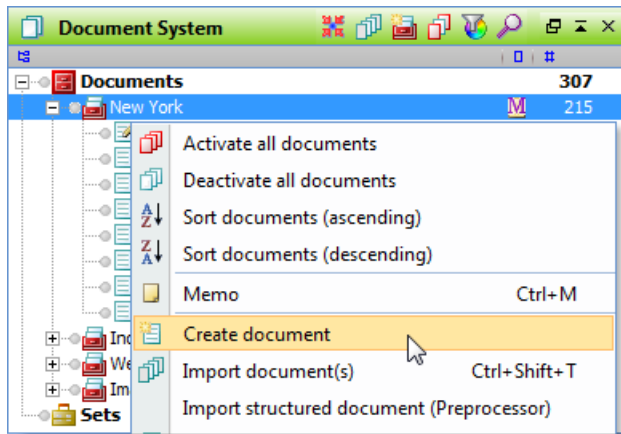 Document System
#
Documents 307
New York M 215
Activate all documents
Deactivate all documents
A Z Sort documents (ascending)
Z A Sort documents (descending)
Memo Ctrl+M
Create document
Import document(s) Ctrl+Shift+T
Import structured document (Preprocessor)
Sets